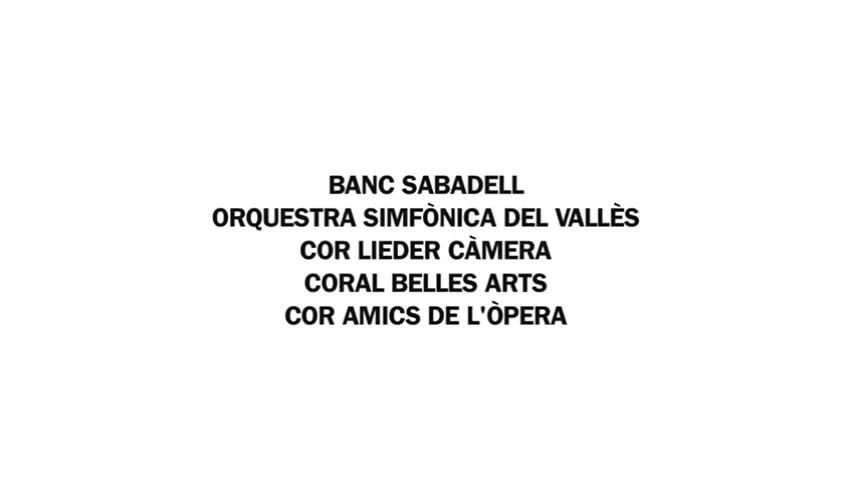 BANC SABADELL
ORQUESTRA SIMFÒNICA DEL VALLÈS
COR LIEDER CÀMERA
CORAL BELLES ARTS
COR AMICS DE L'ÒPERA